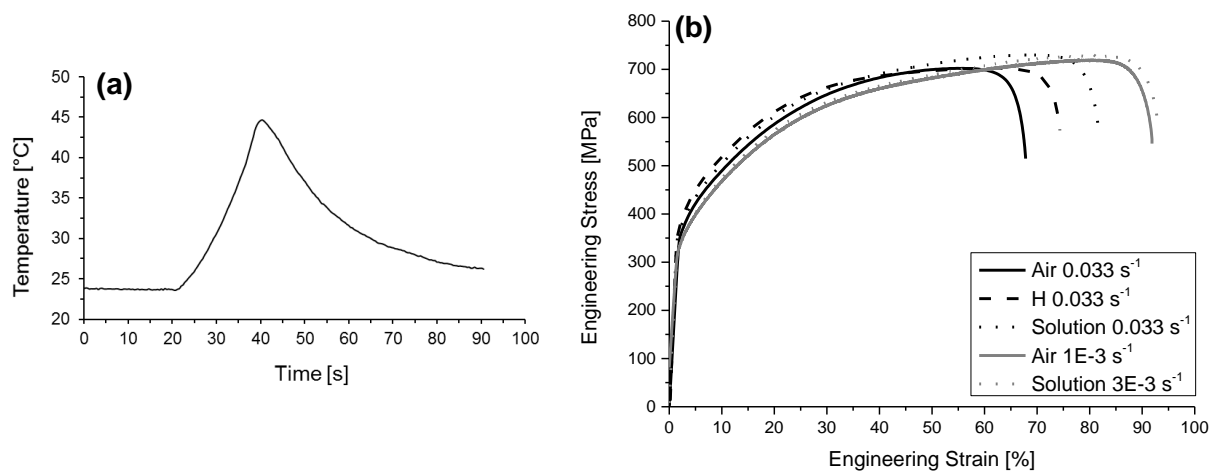 (a)
50
45
40
35
30
25
20
Temperature [°C]
0 10 20 30 40 50 60 70 80 90 100
Time [s]
(b)
800
700
600
500
400
300
200
100
0
Engineering Stress [MPa]
Air 0.033 s⁻¹
H 0.033 s⁻¹
Solution 0.033 s⁻¹
Air 1E-3 s⁻¹
Solution 3E-3 s⁻¹
0 10 20 30 40 50 60 70 80 90 100
Engineering Strain [%]